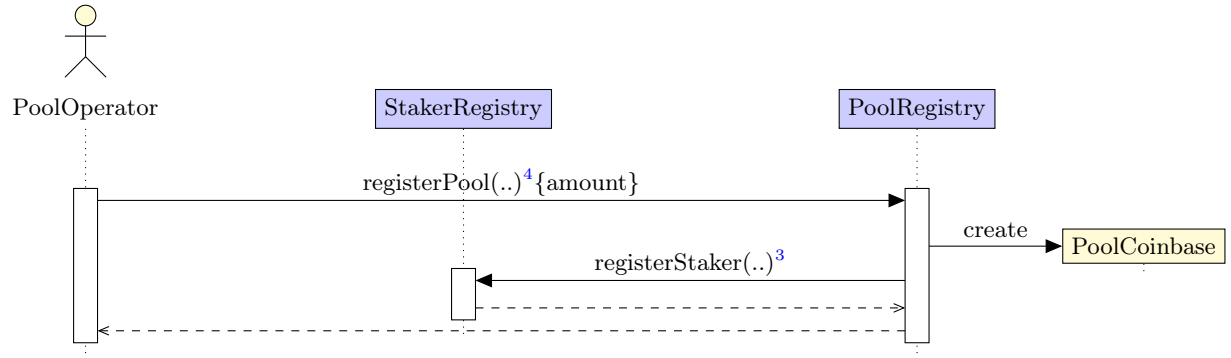 PoolOperator
StakerRegistry
PoolRegistry
registerPool(..)4{amount}
create
PoolCoinbase
registerStaker(..)3